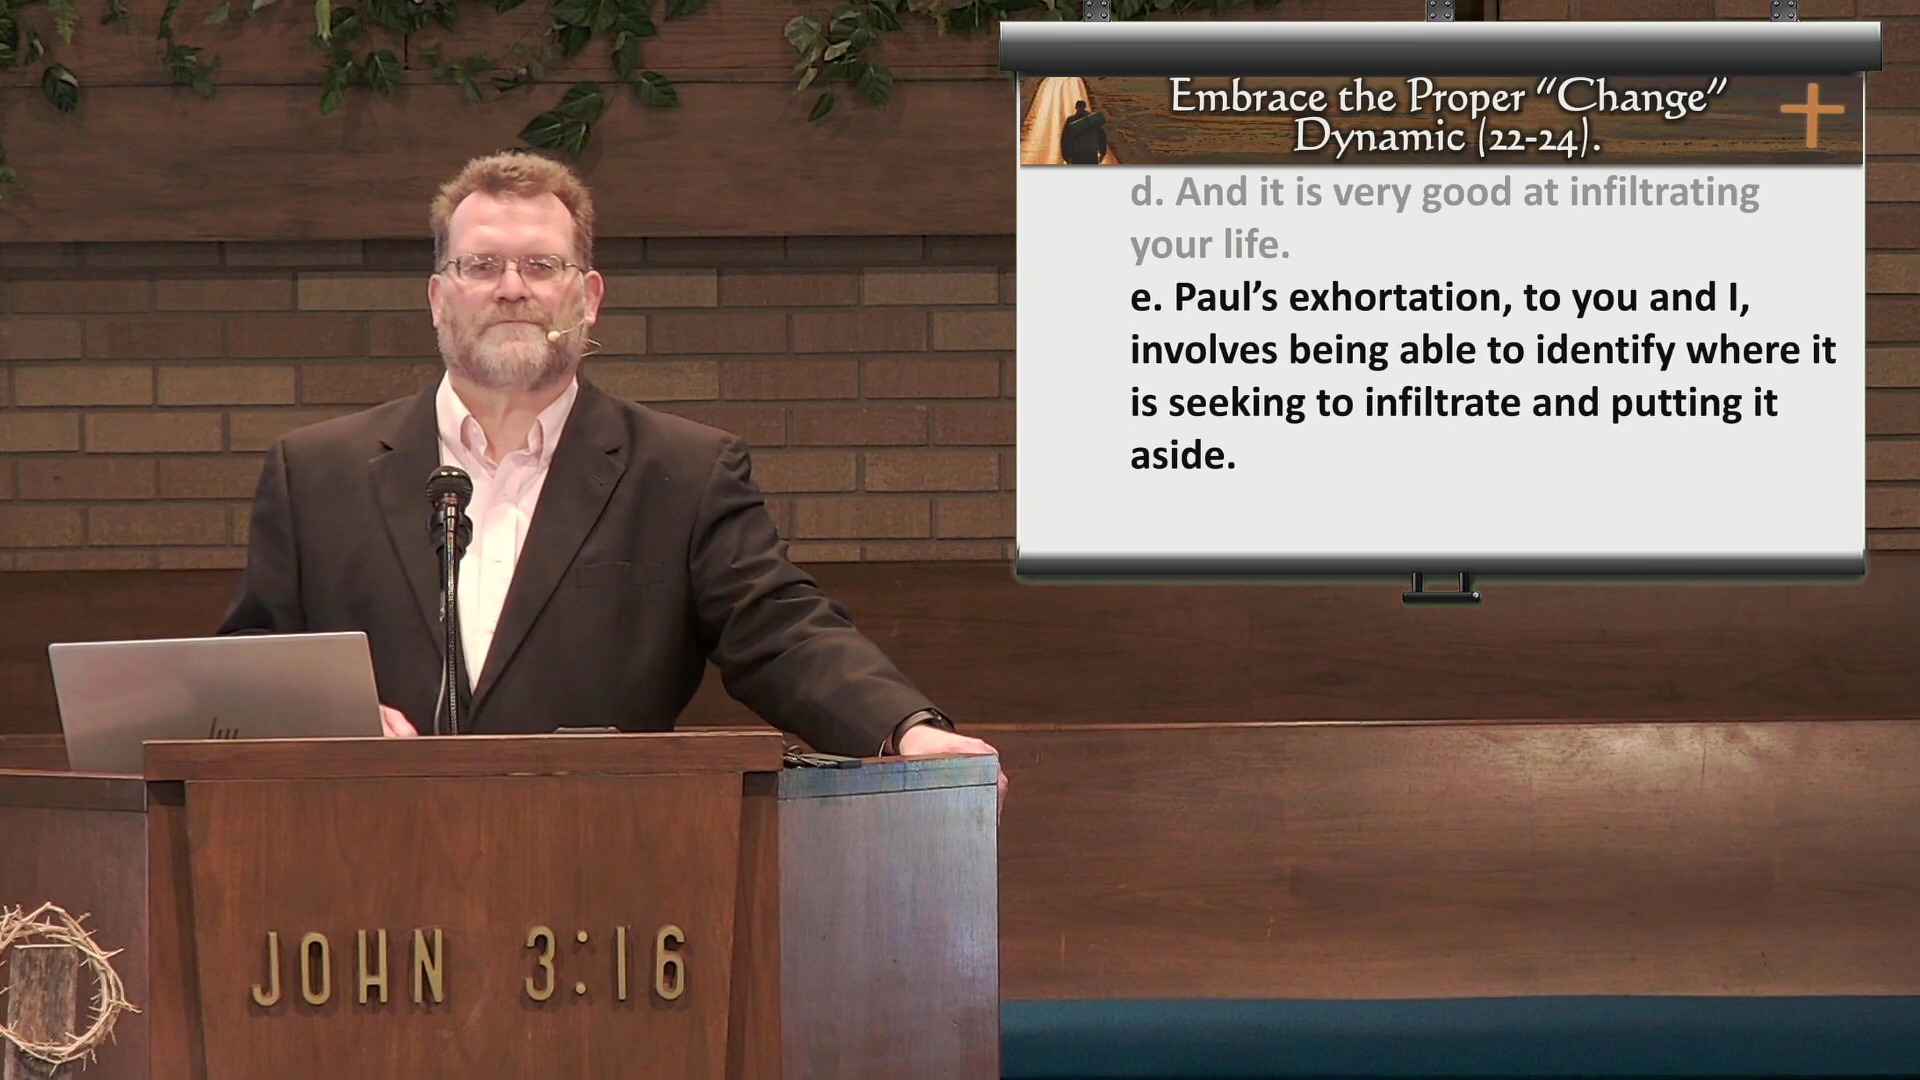 Embrace the Proper “Change”
Dynamic (22-24).
d. And it is very good at infiltrating
your life.
e. Paul’s exhortation, to you and I,
involves being able to identify where it
is seeking to infiltrate and putting it
aside.
hp
JOHN 3:16